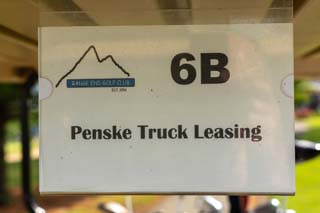 RANGE END GOLF CLUB
6B
Penske Truck Leasing